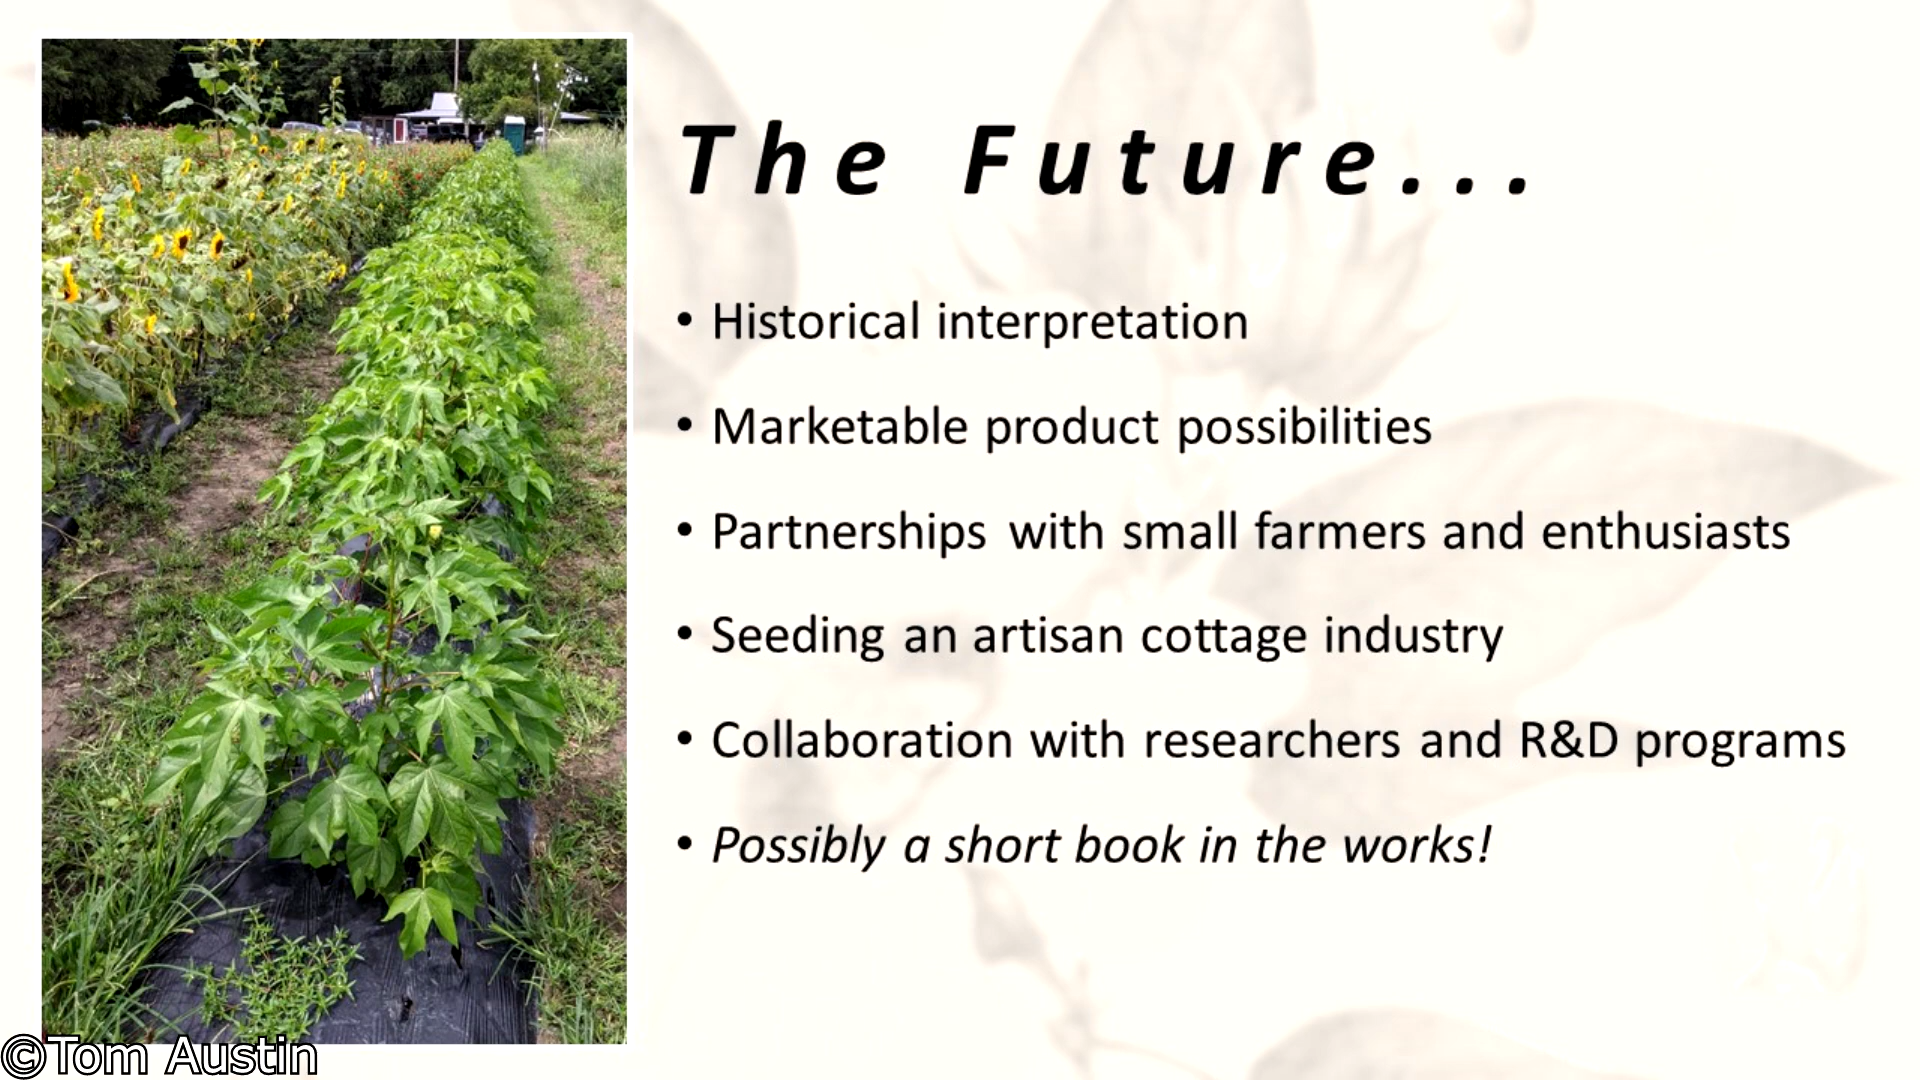 The Future...
• Historical interpretation
• Marketable product possibilities
• Partnerships with small farmers and enthusiasts
• Seeding an artisan cottage industry
• Collaboration with researchers and R&D programs
• Possibly a short book in the works!
©Tom Austin